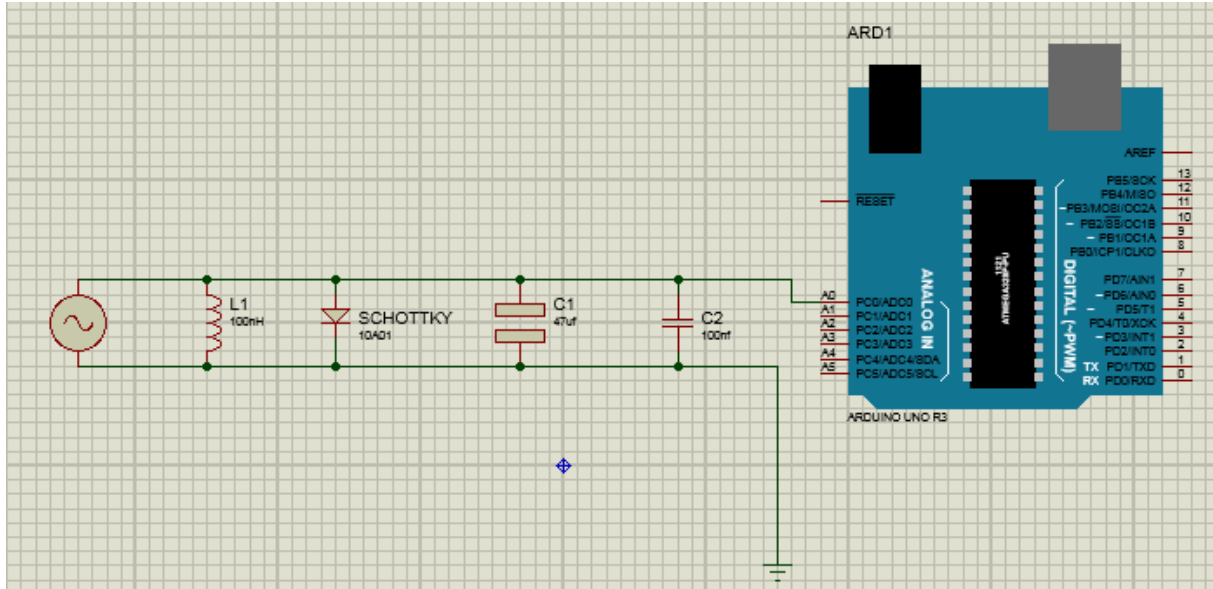 ARD1
AREF
13
PB5/SCK
12
PB4/MISO
11
RESET
~PB3/MOSI/OC2A
10
~ PB2/SS/OC1B
9
~ PB1/OC1A
8
PB0/ICP1/CLKO
ANALOG IN
1121
ATMEGA328P-PU
DIGITAL (~PWM)
7
PD7/AIN1
6
~PD6/AIN0
5
~ PD5/T1
4
PD4/T0/XCK
3
~PD3/INT1
2
PD2/INT0
1
TX PD1/TXD
0
RX PD0/RXD
A0
PC0/ADC0
A1
PC1/ADC1
A2
PC2/ADC2
A3
PC3/ADC3
A4
PC4/ADC4/SDA
A5
PC5/ADC5/SCL
L1
100nH
SCHOTTKY
10A01
C1
47uf
C2
100nf
ARDUINO UNO R3